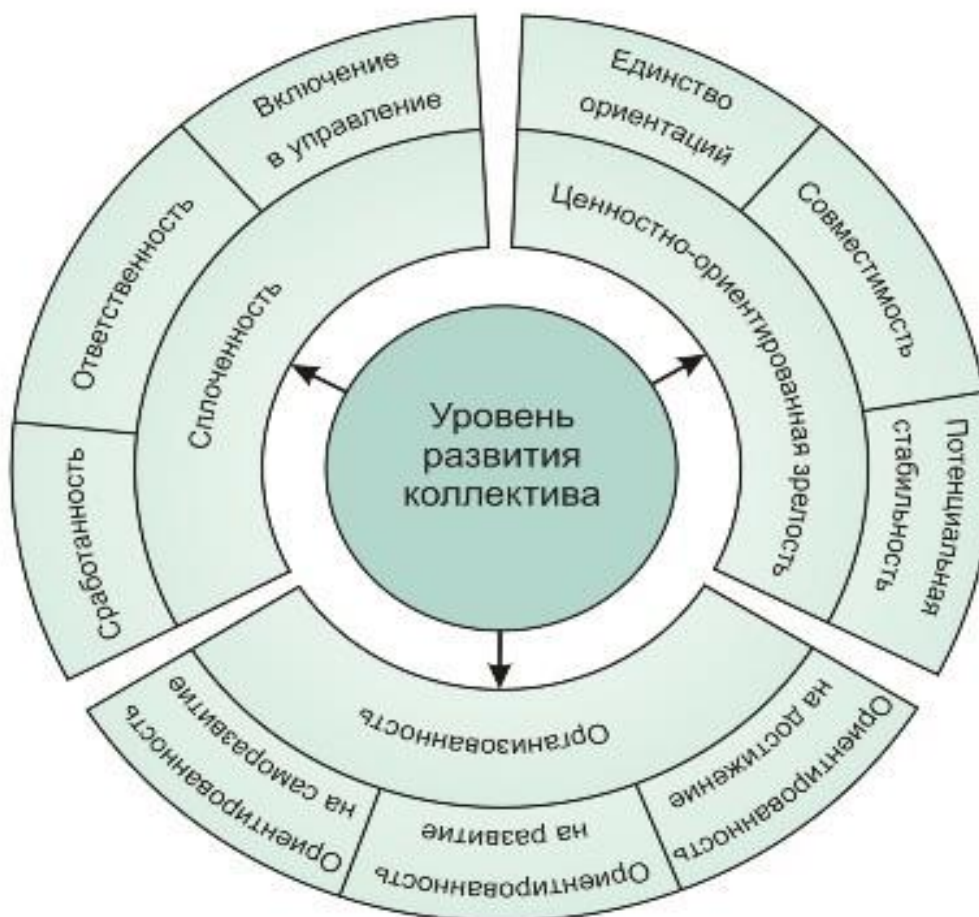 Уровень
развития
коллектива
Сплоченность
Сработанность
Ответственность
Включение
в управление
Ценностно-ориентированная зрелость
Единство
ориентаций
Совместимость
Потенциальная
стабильность
Организованность
Ориентированность
на достижение
Ориентированность
на развитие
Ориентированность
на саморазвитие